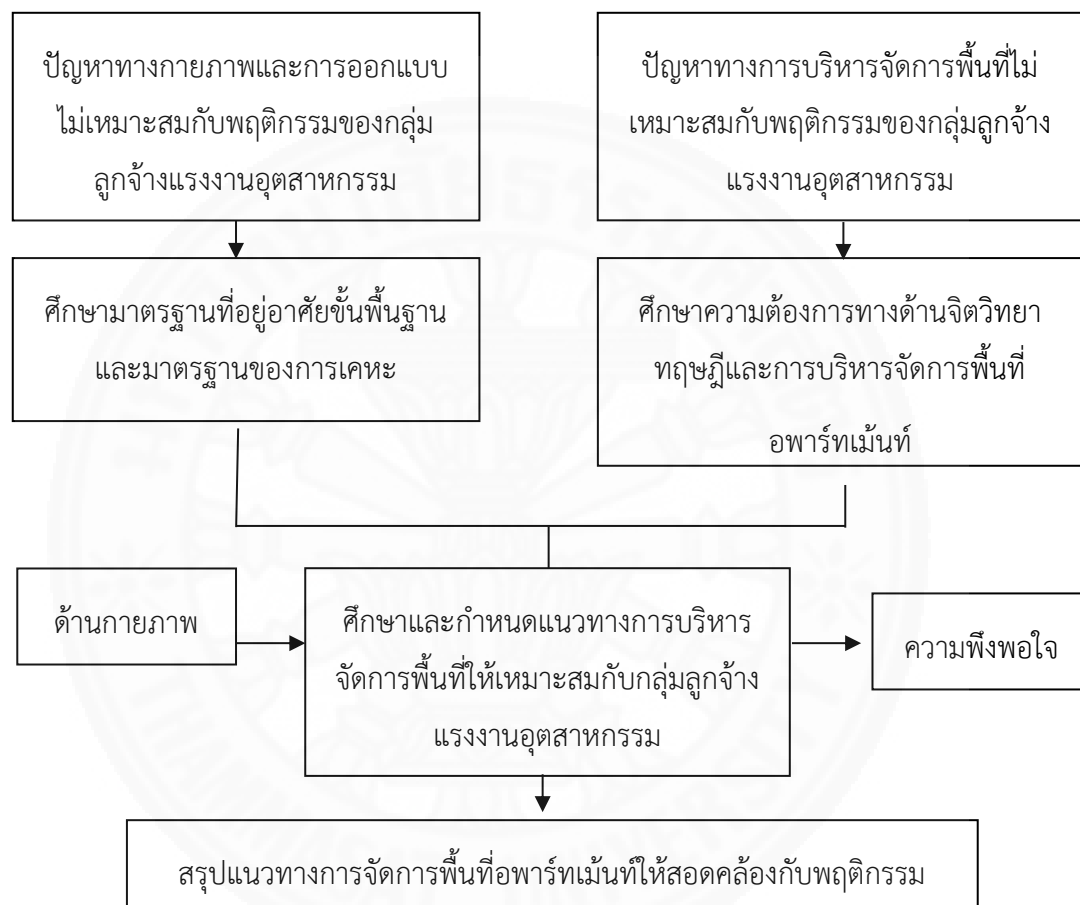 ปัญหาทางกายภาพและการออกแบบ
ไม่เหมาะสมกับพฤติกรรมของกลุ่ม
ลูกจ้างแรงงานอุตสาหกรรม
ปัญหาทางการบริหารจัดการพื้นที่ไม่
เหมาะสมกับพฤติกรรมของกลุ่มลูกจ้าง
แรงงานอุตสาหกรรม
ศึกษามาตรฐานที่อยู่อาศัยขั้นพื้นฐาน
และมาตรฐานของการเคหะ
ศึกษาความต้องการทางด้านจิตวิทยา
ทฤษฎีและการบริหารจัดการพื้นที่
อพาร์ทเม้นท์
ด้านกายภาพ
ศึกษาและกำหนดแนวทางการบริหาร
จัดการพื้นที่ให้เหมาะสมกับกลุ่มลูกจ้าง
แรงงานอุตสาหกรรม
ความพึงพอใจ
สรุปแนวทางการจัดการพื้นที่อพาร์ทเม้นท์ให้สอดคล้องกับพฤติกรรม
THAMMASAT UNIVERSITY